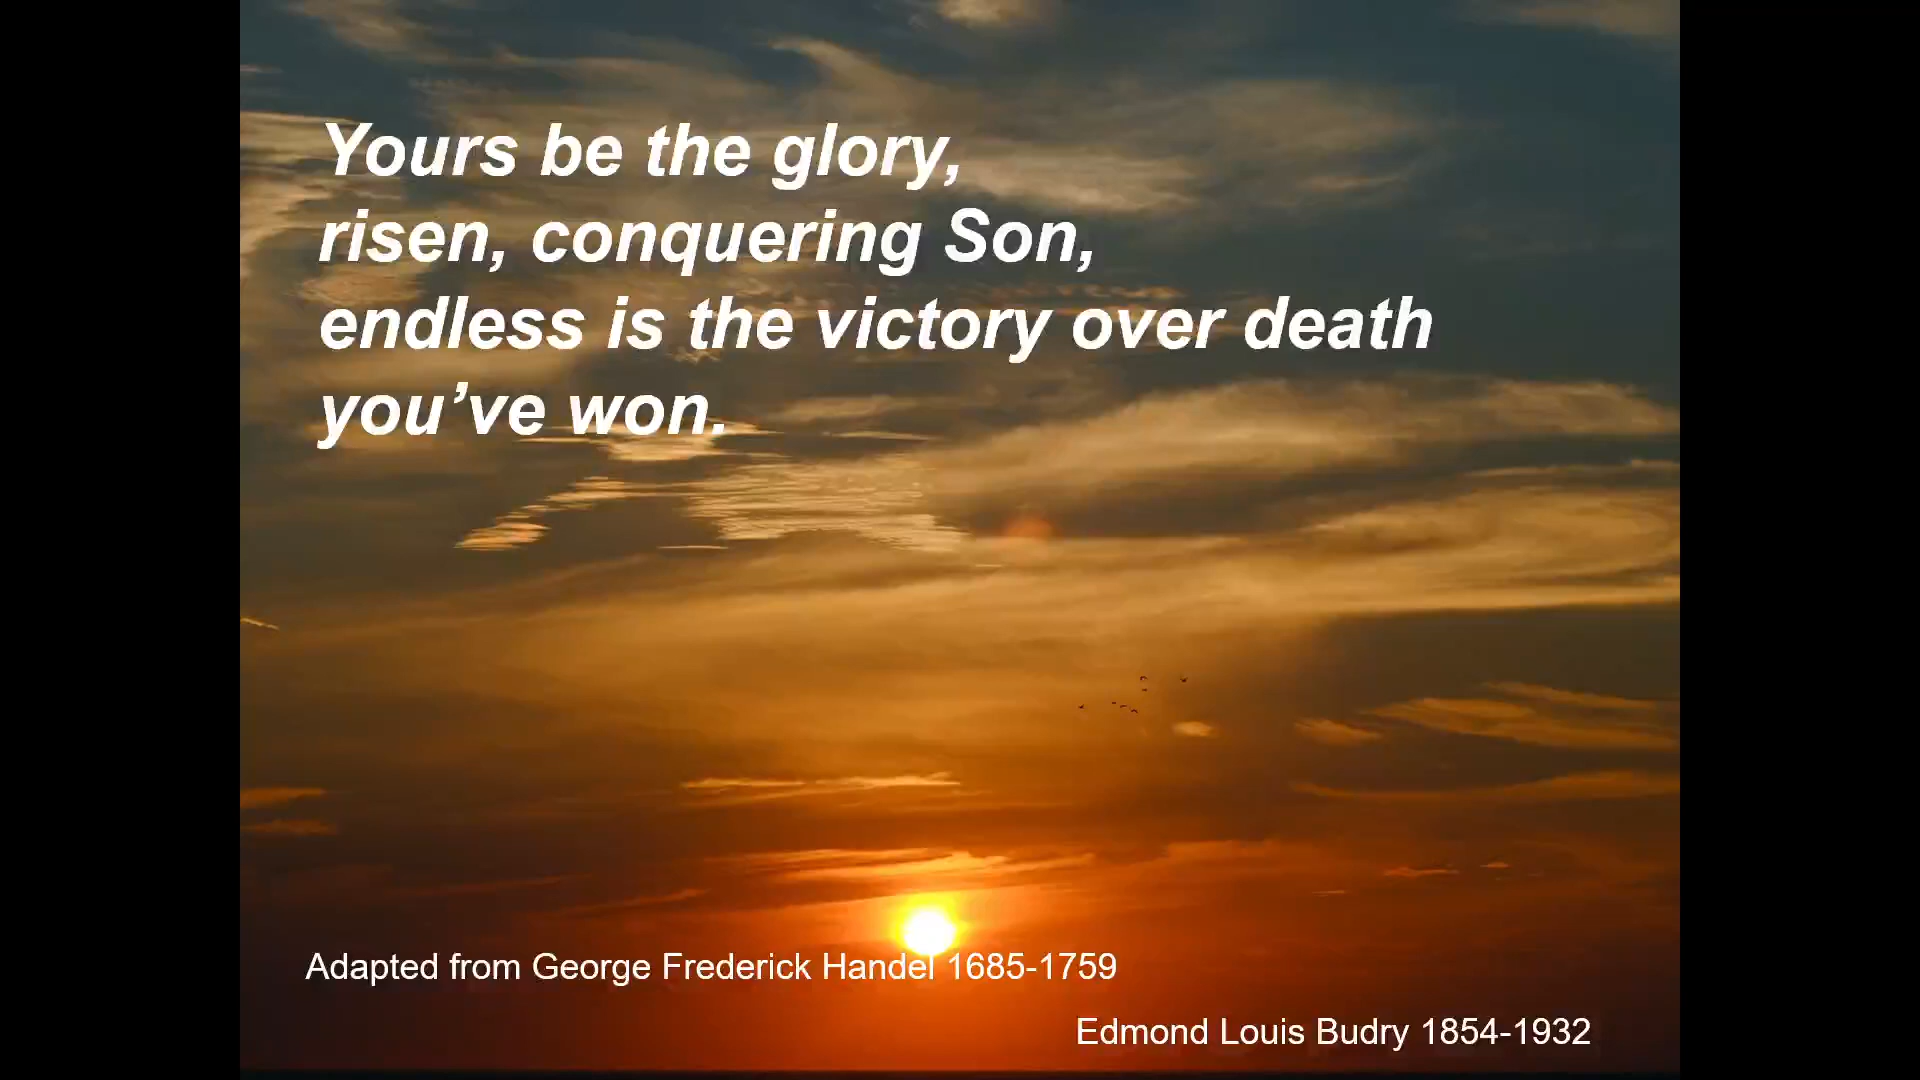 Yours be the glory,
risen, conquering Son,
endless is the victory over death
you’ve won.
Adapted from George Frederick Handel 1685-1759
Edmond Louis Budry 1854-1932